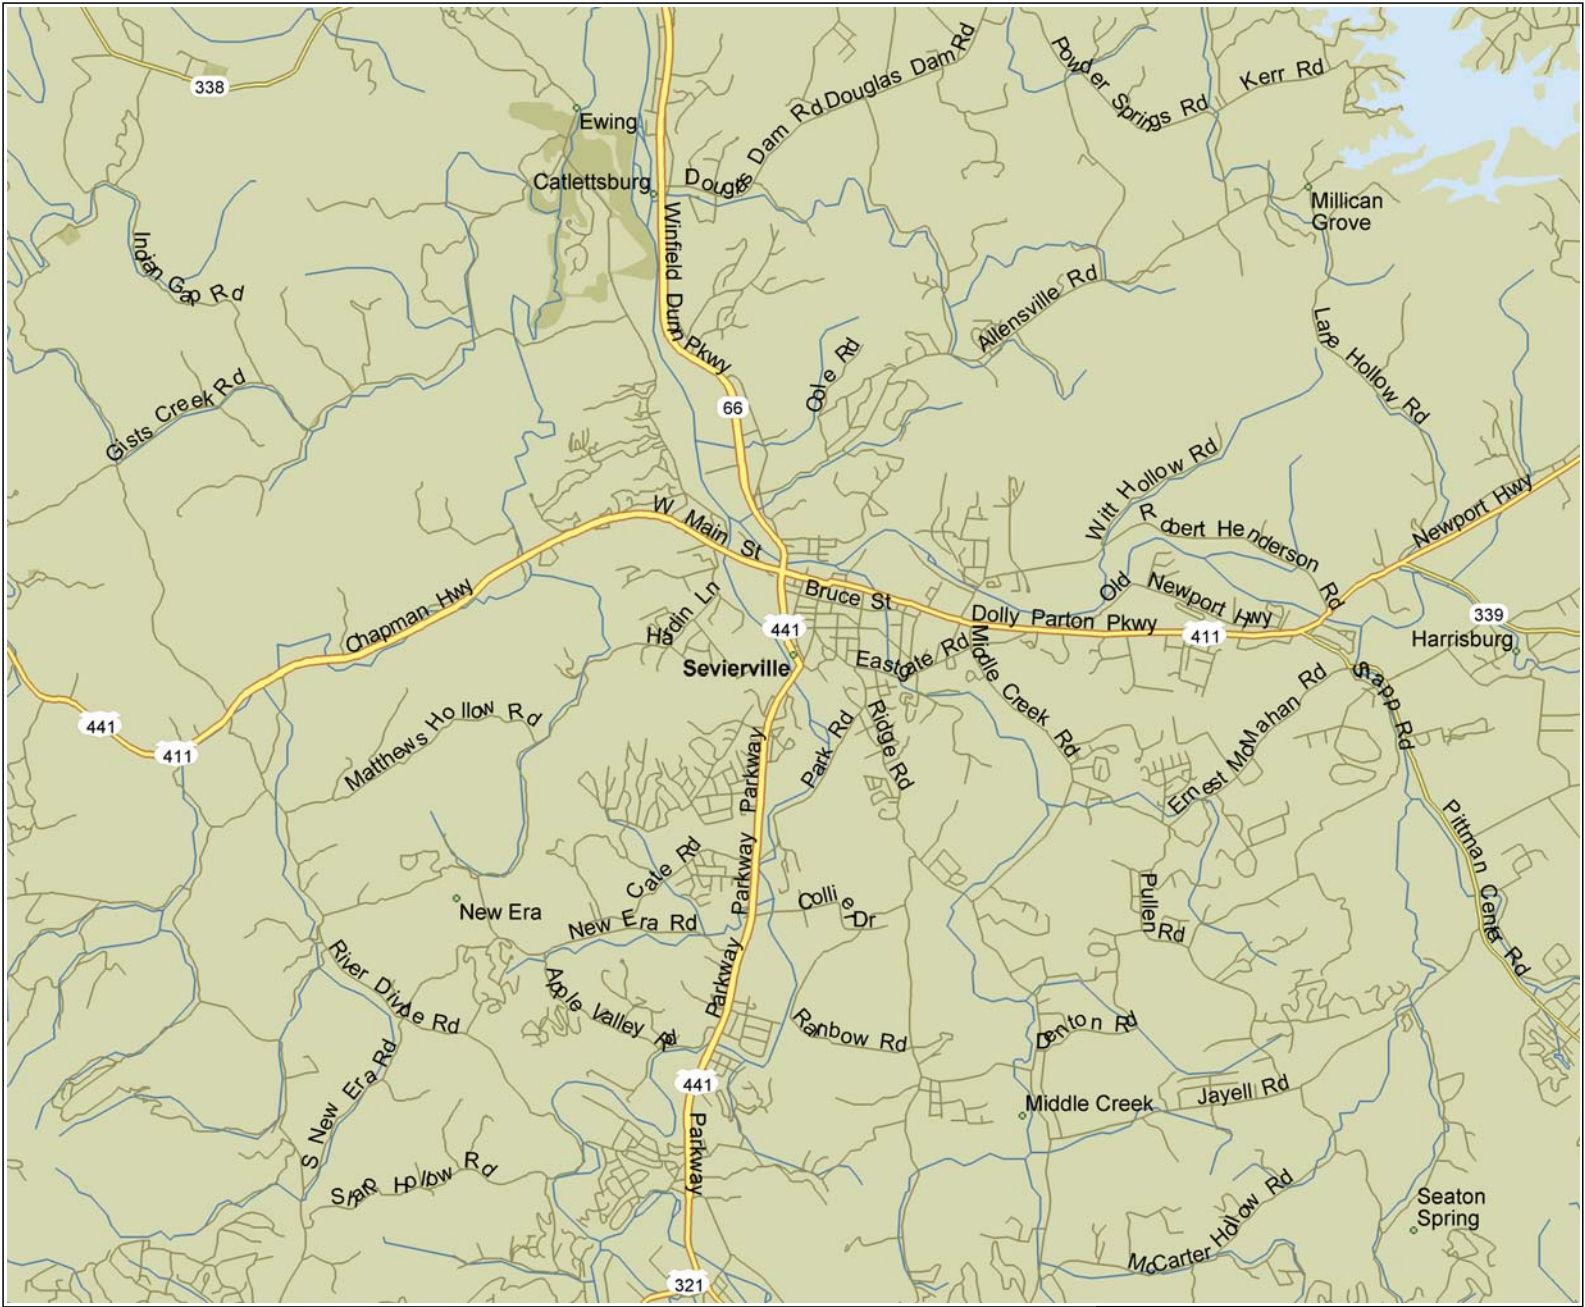 338
Ewing
Catlettsburg
Douglas Dam Rd
Douglas Dam Rd
Powder Springs Rd
Kerr Rd
Millican
Grove
Indian Gap Rd
Winfield Dunn Pkwy
Allensville Rd
Lane Hollow Rd
Cole Rd
Gists Creek Rd
66
Witt Hollow Rd
Newport Hwy
W Main St
Robert Henderson Rd
Chapman Hwy
Hardin Ln
Bruce St
Old Newport Hwy
Dolly Parton Pkwy
411
339
441
Harrisburg
Sevierville
Eastgate Rd
Middle Creek Rd
Snapp Rd
Ernest McMahan Rd
Matthews Hollow Rd
441
411
Park Rd
Ridge Rd
Parkway
Parkway
Parkway
Parkway
Pittman Center Rd
Cate Rd
Pullen Rd
Collier Dr
New Era
New Era Rd
River Divide Rd
Apple Valley Rd
Rainbow Rd
Denton Rd
S New Era Rd
441
Middle Creek
Jayell Rd
Parkway
Sharp Hollow Rd
McCarter Hollow Rd
Seaton
Spring
321